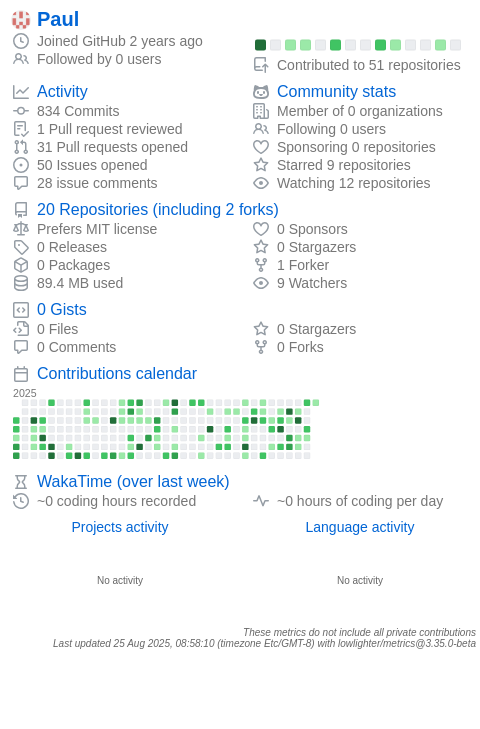 Paul
Joined GitHub 2 years ago
Followed by 0 users
Contributed to 51 repositories
Activity
834 Commits
1 Pull request reviewed
31 Pull requests opened
50 Issues opened
28 issue comments
Community stats
Member of 0 organizations
Following 0 users
Sponsoring 0 repositories
Starred 9 repositories
Watching 12 repositories
20 Repositories (including 2 forks)
Prefers MIT license
0 Releases
0 Packages
89.4 MB used
0 Sponsors
0 Stargazers
1 Forker
9 Watchers
0 Gists
0 Files
0 Comments
0 Stargazers
0 Forks
Contributions calendar
2025
WakaTime (over last week)
~0 coding hours recorded
~0 hours of coding per day
Projects activity
No activity
Language activity
No activity
These metrics do not include all private contributions
Last updated 25 Aug 2025, 08:58:10 (timezone Etc/GMT-8) with lowlighter/metrics@3.35.0-beta